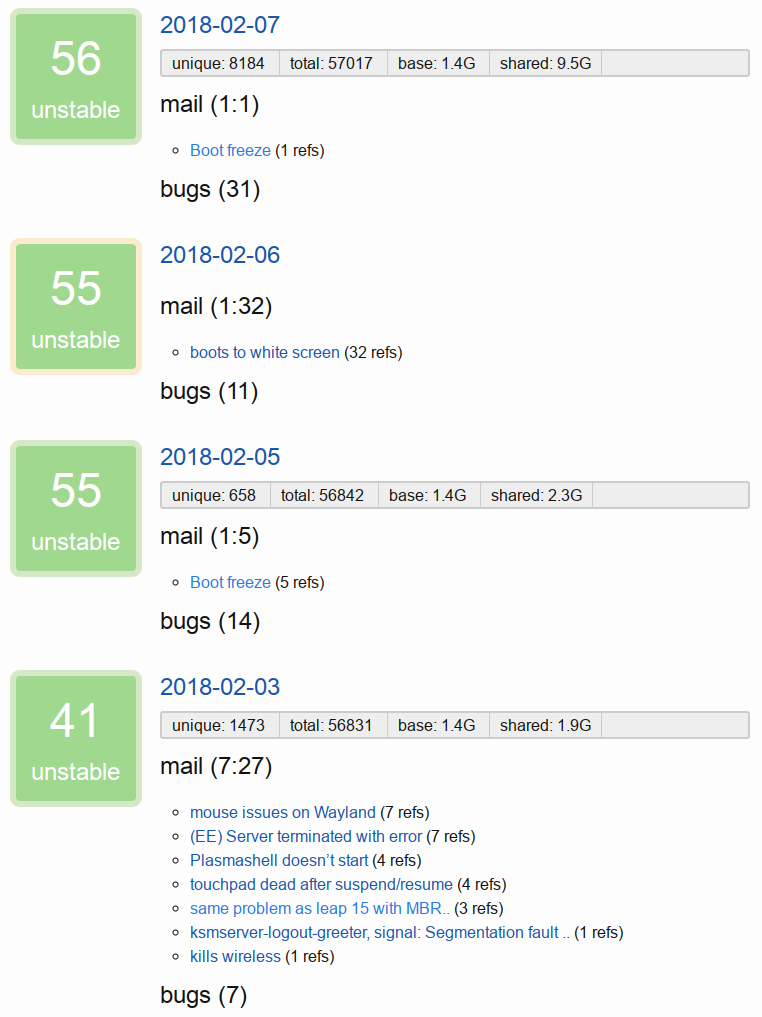 56
unstable
2018-02-07
unique: 8184 total: 57017 base: 1.4G shared: 9.5G
mail (1:1)
Boot freeze (1 refs)
bugs (31)
55
unstable
2018-02-06
mail (1:32)
boots to white screen (32 refs)
bugs (11)
55
unstable
2018-02-05
unique: 658 total: 56842 base: 1.4G shared: 2.3G
mail (1:5)
Boot freeze (5 refs)
bugs (14)
41
unstable
2018-02-03
unique: 1473 total: 56831 base: 1.4G shared: 1.9G
mail (7:27)
mouse issues on Wayland (7 refs)
(EE) Server terminated with error (7 refs)
Plasmashell doesn’t start (4 refs)
touchpad dead after suspend/resume (4 refs)
same problem as leap 15 with MBR.. (3 refs)
ksmserver-logout-greeter, signal: Segmentation fault .. (1 refs)
kills wireless (1 refs)
bugs (7)